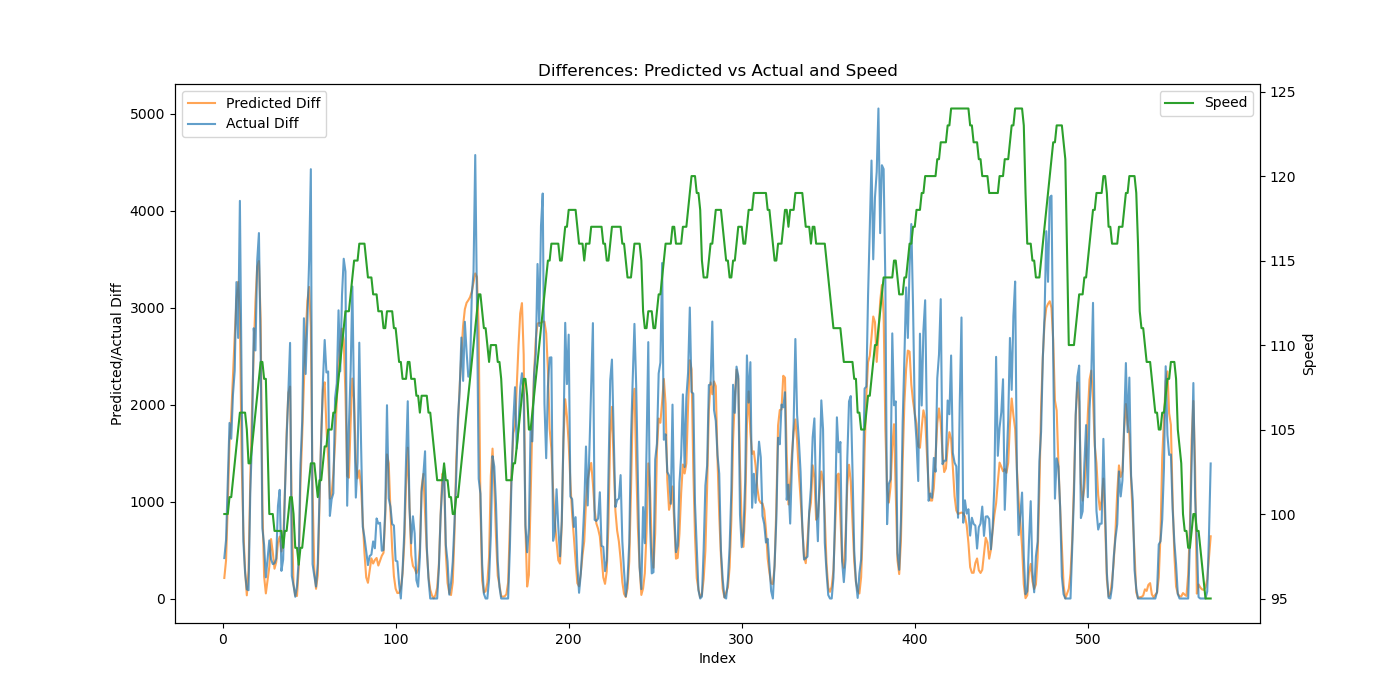 Differences: Predicted vs Actual and Speed
Predicted Diff
Actual Diff
Speed
5000
4000
3000
2000
1000
0
Predicted/Actual Diff
125
120
115
110
105
100
95
Speed
0 100 200 300 400 500
Index